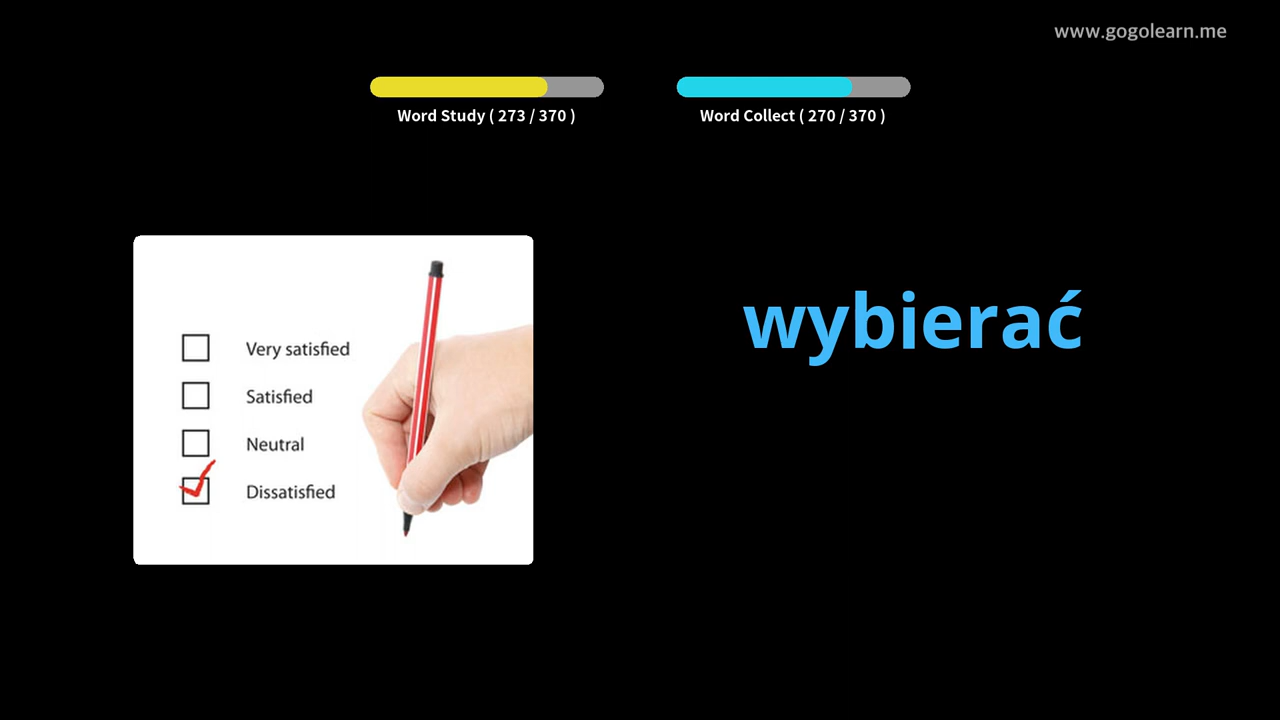 www.gogolearn.me
Word Study ( 273 / 370 )
Word Collect ( 270 / 370 )
Very satisfied
Satisfied
Neutral
Dissatisfied
wybierać